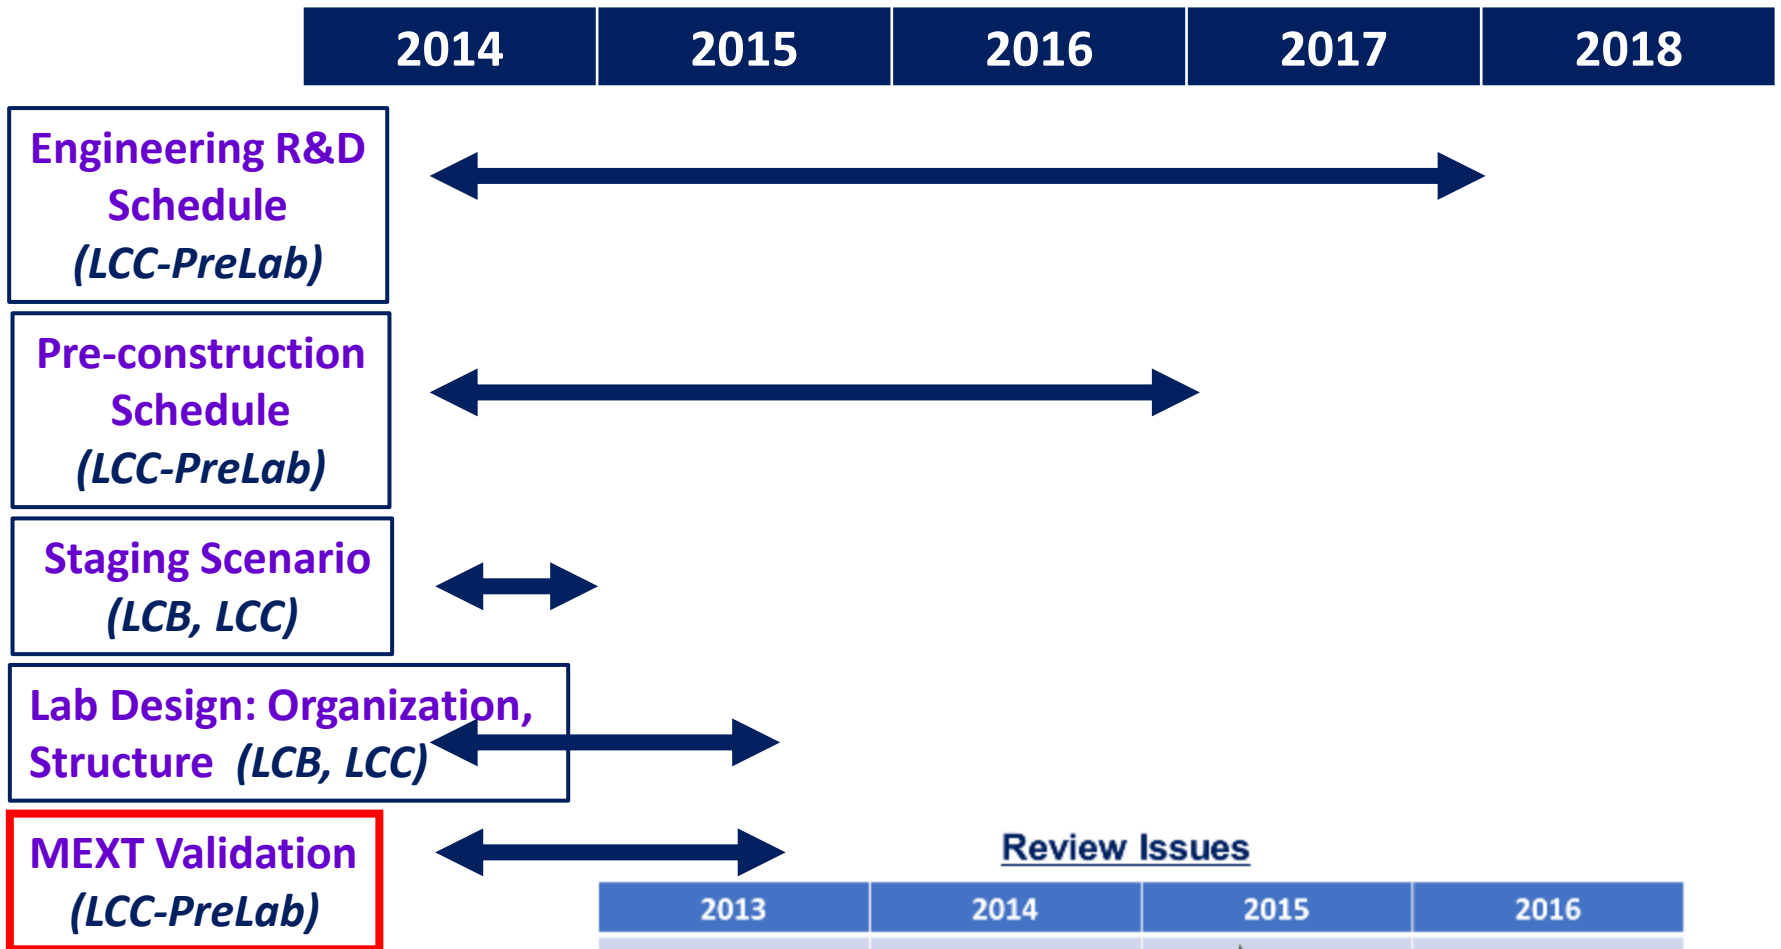 2014 2015 2016 2017 2018
Engineering R&D
Schedule
(LCC-PreLab)
Pre-construction
Schedule
(LCC-PreLab)
Staging Scenario
(LCB, LCC)
Lab Design: Organization,
Structure (LCB, LCC)
MEXT Validation
(LCC-PreLab)
Review Issues
2013 2014 2015 2016